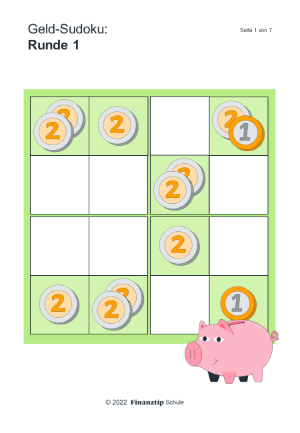 Geld-Sudoku:
Runde 1
Seite 1 von 7
2 2 2 2 1
2 2
2
2 2 2 1
© 2022 Finanztip Schule